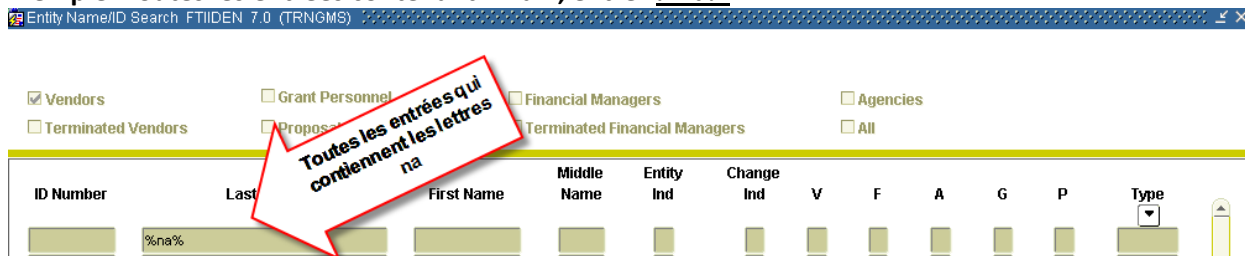 Entity Name/ID Search FTIIDEN 7.0 (TRNGMS)
Vendors Grant Personnel Financial Managers Agencies
Terminated Vendors Terminated Financial Managers All
Toutes les entrées qui
contiennent les lettres
na
Middle Entity Change
ID Number Last First Name Name Ind Ind V F A G P Type
%na%